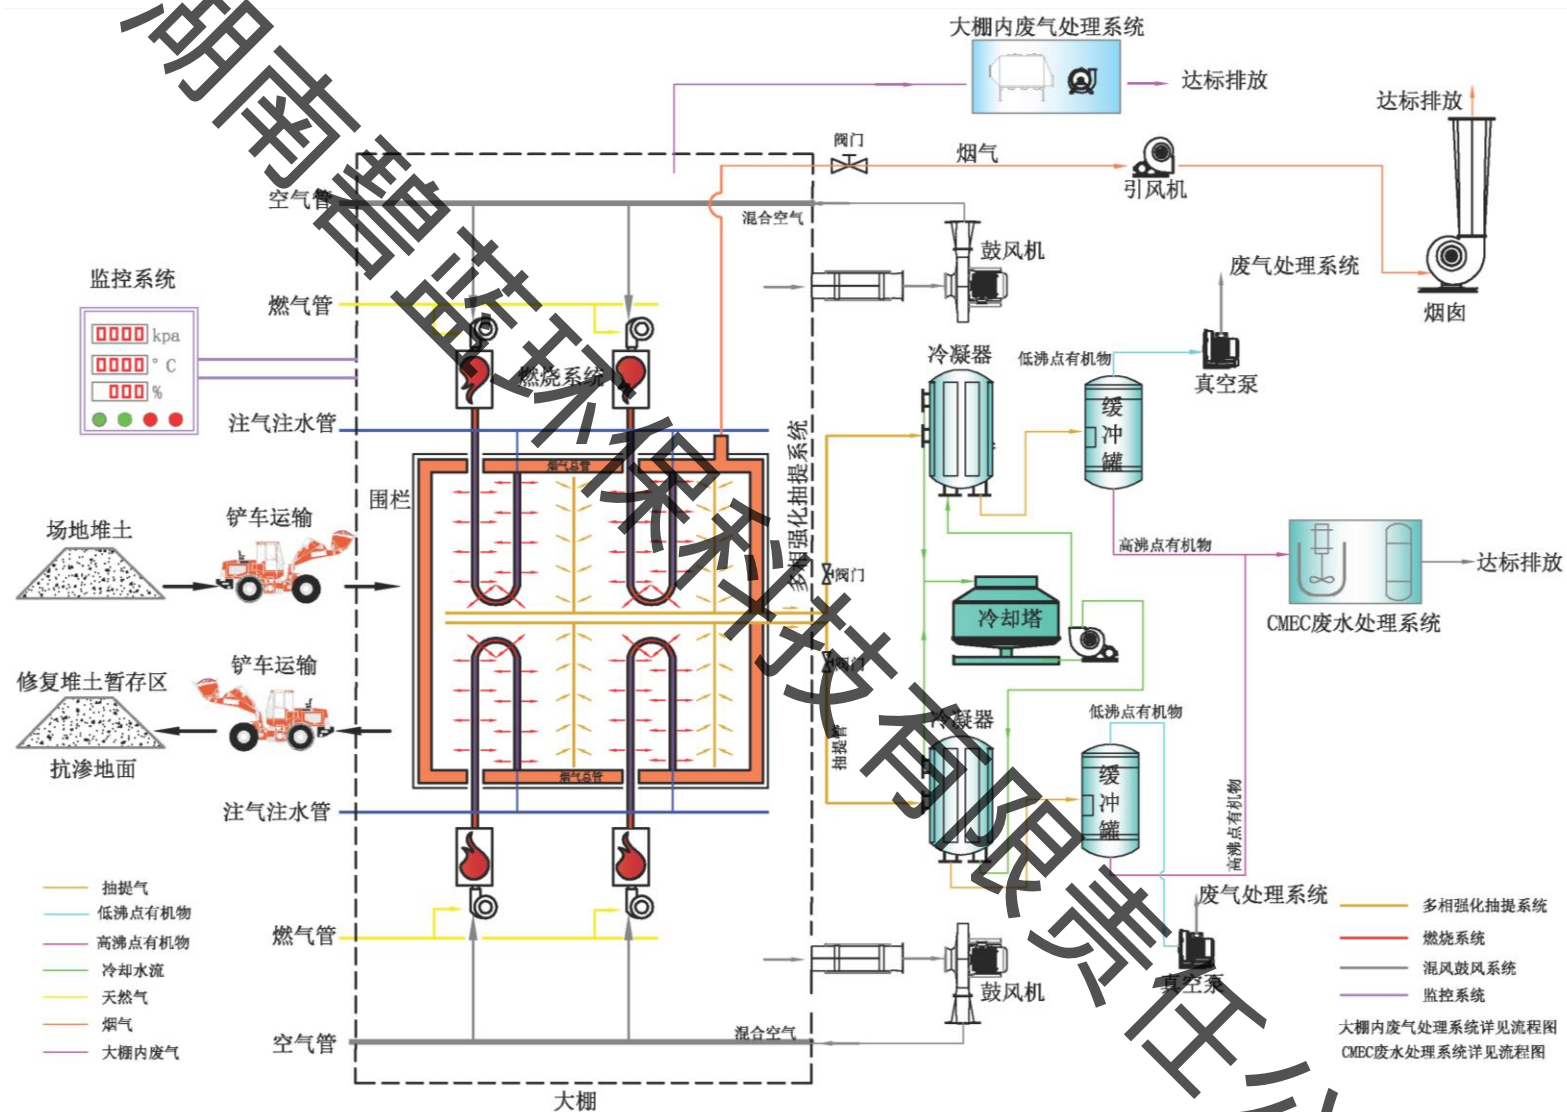 大棚内废气处理系统
达标排放
达标排放
阀门
烟气
引风机
空气管
混合空气
鼓风机
废气处理系统
烟囱
监控系统
燃气管
0000 kpa
0000 °C
000 %
燃烧系统
冷凝器
低沸点有机物
真空泵
缓冲罐
注气注水管
烟气总管
多相强化抽提系统
围栏
场地堆土
铲车运输
高沸点有机物
阀门
达标排放
冷却塔
CMEC废水处理系统
修复堆土暂存区
铲车运输
阀门
抽提管
冷凝器
低沸点有机物
抗渗地面
烟气总管
缓冲罐
高沸点有机物
注气注水管
废气处理系统
燃气管
真空泵
鼓风机
空气管
混合空气
大棚
抽提气
低沸点有机物
高沸点有机物
冷却水流
天然气
烟气
大棚内废气
多相强化抽提系统
燃烧系统
混风鼓风系统
监控系统
大棚内废气处理系统详见流程图
CMEC废水处理系统详见流程图
湖南碧蓝环保科技有限责任公